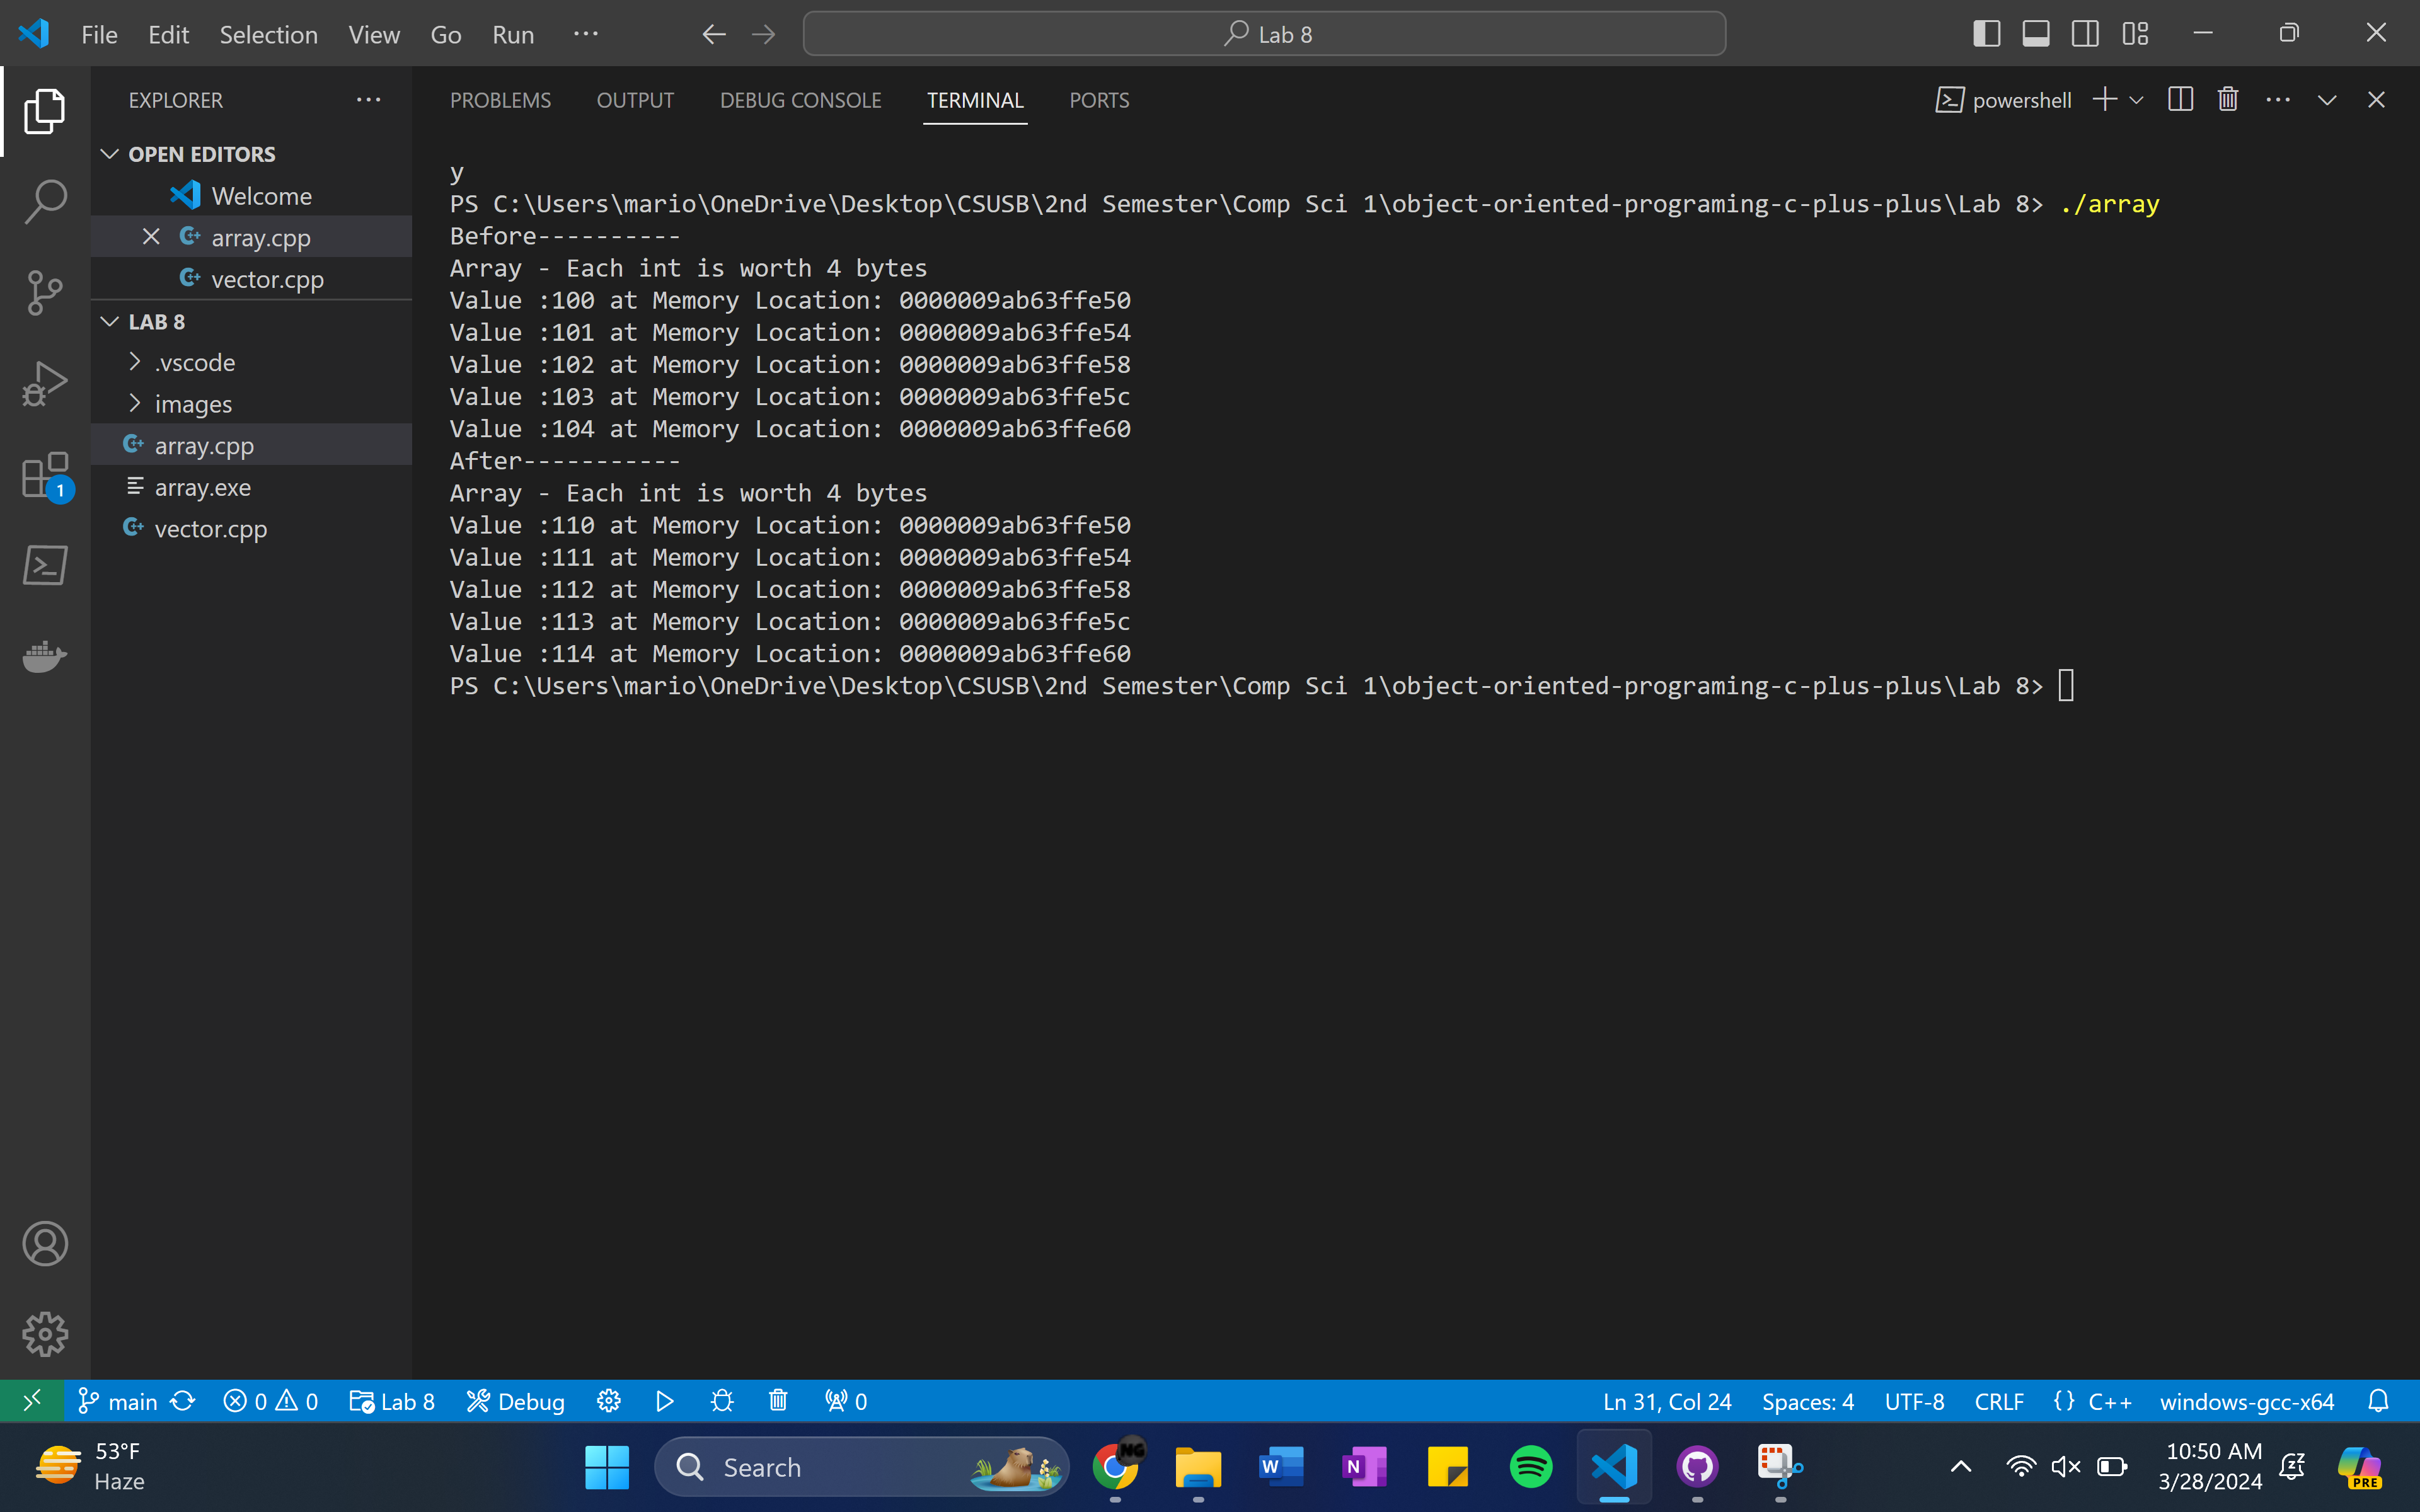 File Edit Selection View Go Run ··· Lab 8
EXPLORER
OPEN EDITORS
Welcome
array.cpp
vector.cpp
LAB 8
.vscode
images
array.cpp
array.exe
vector.cpp
1
PROBLEMS OUTPUT DEBUG CONSOLE TERMINAL PORTS powershell
y
PS C:\Users\mario\OneDrive\Desktop\CSUSB\2nd Semester\Comp Sci 1\object-oriented-programing-c-plus-plus\Lab 8> ./array
Before----------
Array - Each int is worth 4 bytes
Value :100 at Memory Location: 0000009ab63ffe50
Value :101 at Memory Location: 0000009ab63ffe54
Value :102 at Memory Location: 0000009ab63ffe58
Value :103 at Memory Location: 0000009ab63ffe5c
Value :104 at Memory Location: 0000009ab63ffe60
After-----------
Array - Each int is worth 4 bytes
Value :110 at Memory Location: 0000009ab63ffe50
Value :111 at Memory Location: 0000009ab63ffe54
Value :112 at Memory Location: 0000009ab63ffe58
Value :113 at Memory Location: 0000009ab63ffe5c
Value :114 at Memory Location: 0000009ab63ffe60
PS C:\Users\mario\OneDrive\Desktop\CSUSB\2nd Semester\Comp Sci 1\object-oriented-programing-c-plus-plus\Lab 8>
main 0 0 Lab 8 Debug 0 Ln 31, Col 24 Spaces: 4 UTF-8 CRLF {} C++ windows-gcc-x64
53°F
Haze
Search
NG
W
N
10:50 AM
3/28/2024
PRE